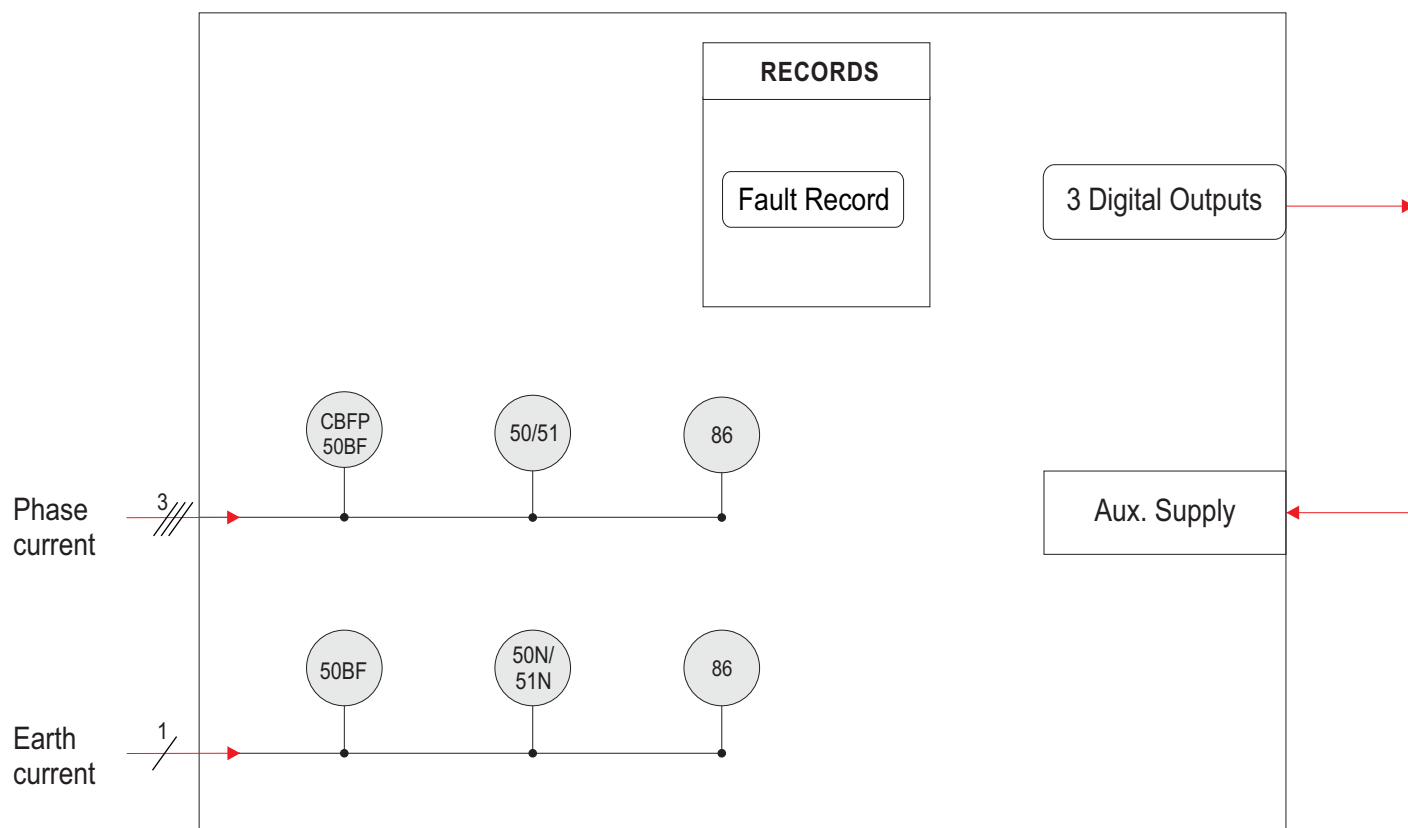 RECORDS
Fault Record
3 Digital Outputs
CBFP
50BF
50/51
86
Phase
current
3
Aux. Supply
50BF
50N/
51N
86
Earth
current
1